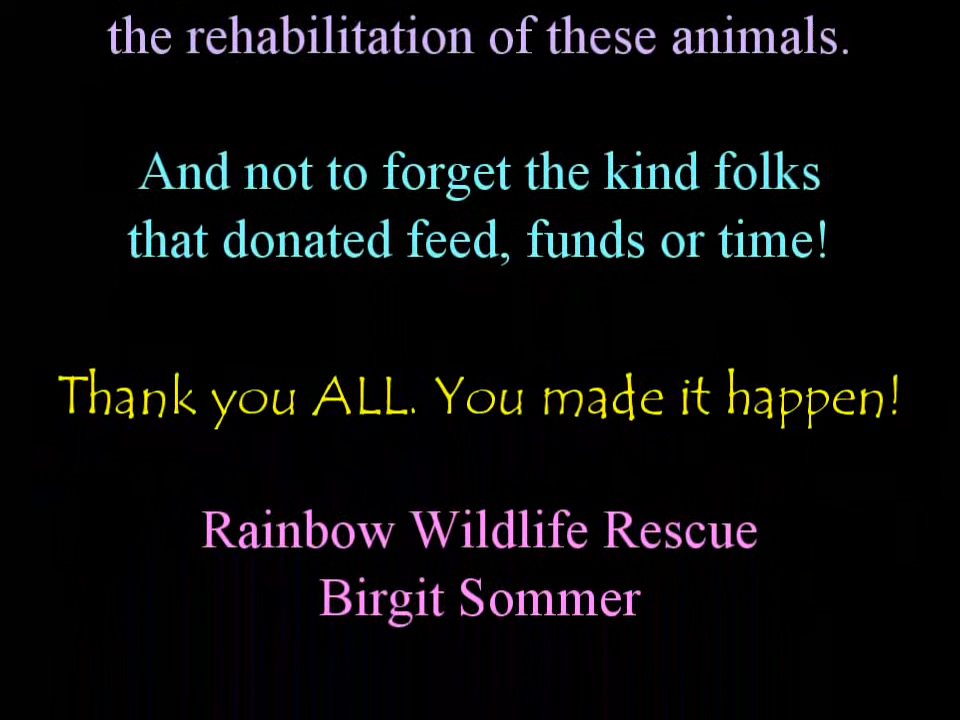 the rehabilitation of these animals.
And not to forget the kind folks
that donated feed, funds or time!
Thank you ALL. You made it happen!
Rainbow Wildlife Rescue
Birgit Sommer